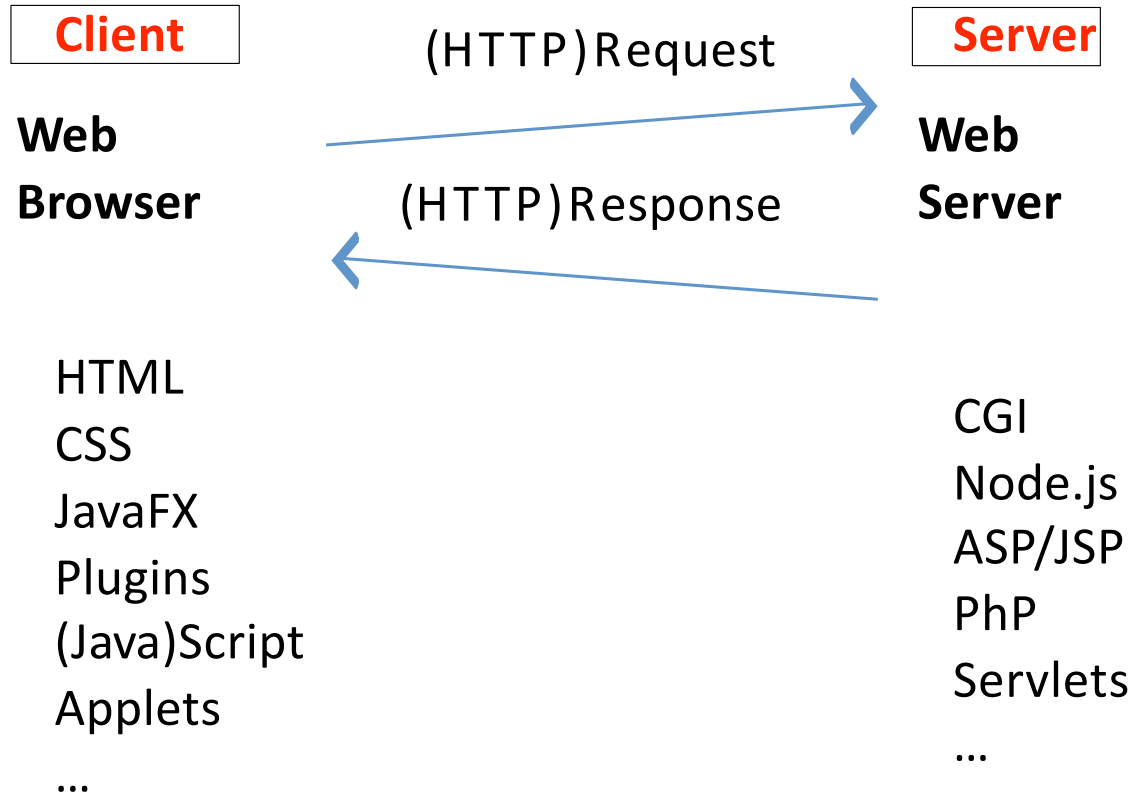 Client
(HTTP)Request
Server
Web
Browser
(HTTP)Response
Web
Server
HTML
CSS
JavaFX
Plugins
(Java)Script
Applets
…
CGI
Node.js
ASP/JSP
PhP
Servlets
…